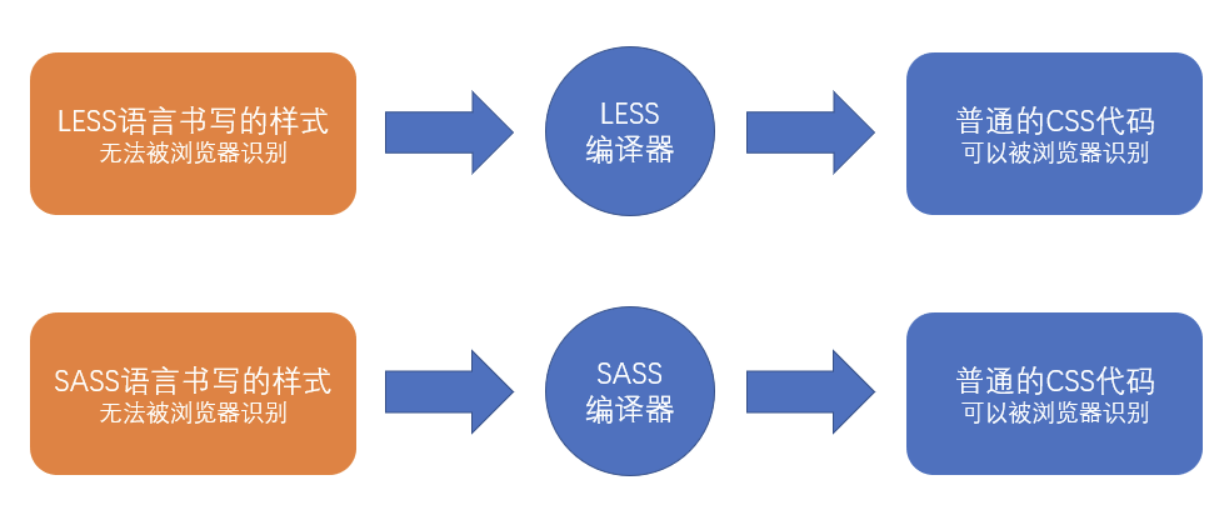 LESS语言书写的样式
无法被浏览器识别
LESS
编译器
普通的CSS代码
可以被浏览器识别
SASS语言书写的样式
无法被浏览器识别
SASS
编译器
普通的CSS代码
可以被浏览器识别